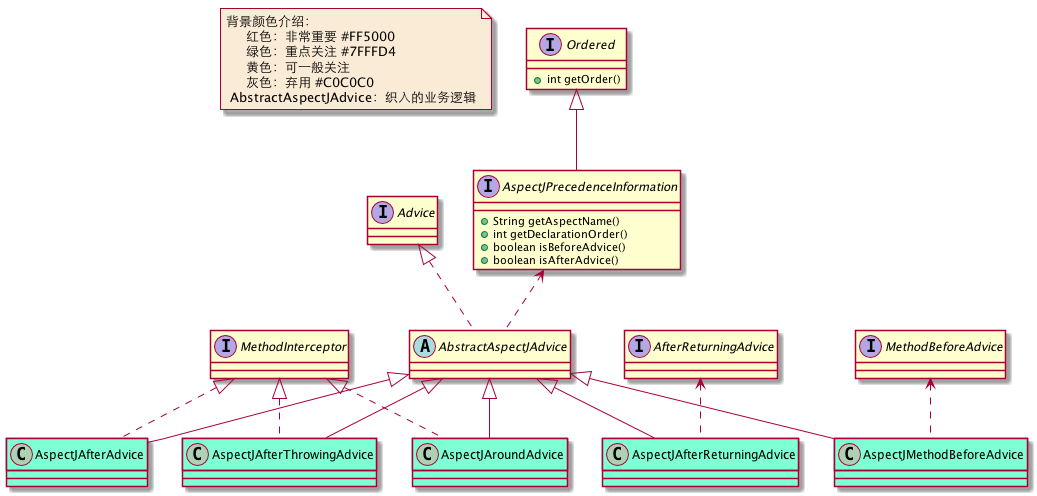 背景颜色介绍：
红色：非常重要 #FF5000
绿色：重点关注 #7FFFD4
黄色：可一般关注
灰色：弃用 #C0C0C0
AbstractAspectJAdvice：织入的业务逻辑
I Ordered
int getOrder()
I AspectJPrecedenceInformation
String getAspectName()
int getDeclarationOrder()
boolean isBeforeAdvice()
boolean isAfterAdvice()
I Advice
I MethodInterceptor
A AbstractAspectJAdvice
I AfterReturningAdvice
I MethodBeforeAdvice
C AspectJAfterAdvice
C AspectJAfterThrowingAdvice
C AspectJAroundAdvice
C AspectJAfterReturningAdvice
C AspectJMethodBeforeAdvice